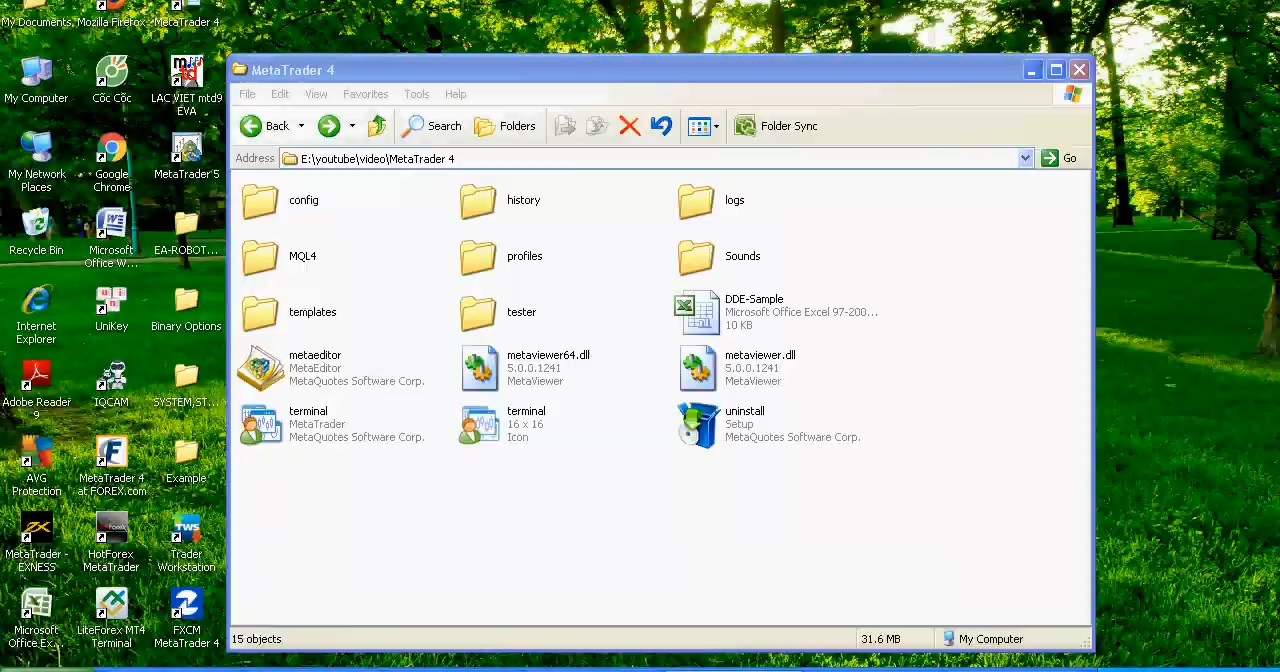 My Documents
Mozilla Firefox
MetaTrader 4
My Computer
Cốc Cốc
LAC VIET mtd9
EVA
My Network
Places
Google
Chrome
MetaTrader 5
Recycle Bin
Microsoft
Office W...
EA-ROBOT...
Internet
Explorer
UniKey
Binary Options
Adobe Reader
9
IQCAM
SYSTEM,ST...
AVG
Protection
MetaTrader 4
at FOREX.com
Example
MetaTrader -
EXNESS
HotForex
MetaTrader
TWS
Trader
Workstation
Microsoft
Office Ex...
LiteForex MT4
Terminal
FXCM
MetaTrader 4
MetaTrader 4
File Edit View Favorites Tools Help
Back Search Folders Folder Sync
Address E:\youtube\video\MetaTrader 4 Go
config
history
logs
MQL4
profiles
Sounds
templates
tester
DDE-Sample
Microsoft Office Excel 97-200...
10 KB
metaeditor
MetaEditor
MetaQuotes Software Corp.
metaviewer64.dll
5.0.0.1241
MetaViewer
metaviewer.dll
5.0.0.1241
MetaViewer
terminal
MetaTrader
MetaQuotes Software Corp.
terminal
16 x 16
Icon
uninstall
Setup
MetaQuotes Software Corp.
15 objects
31.6 MB
My Computer